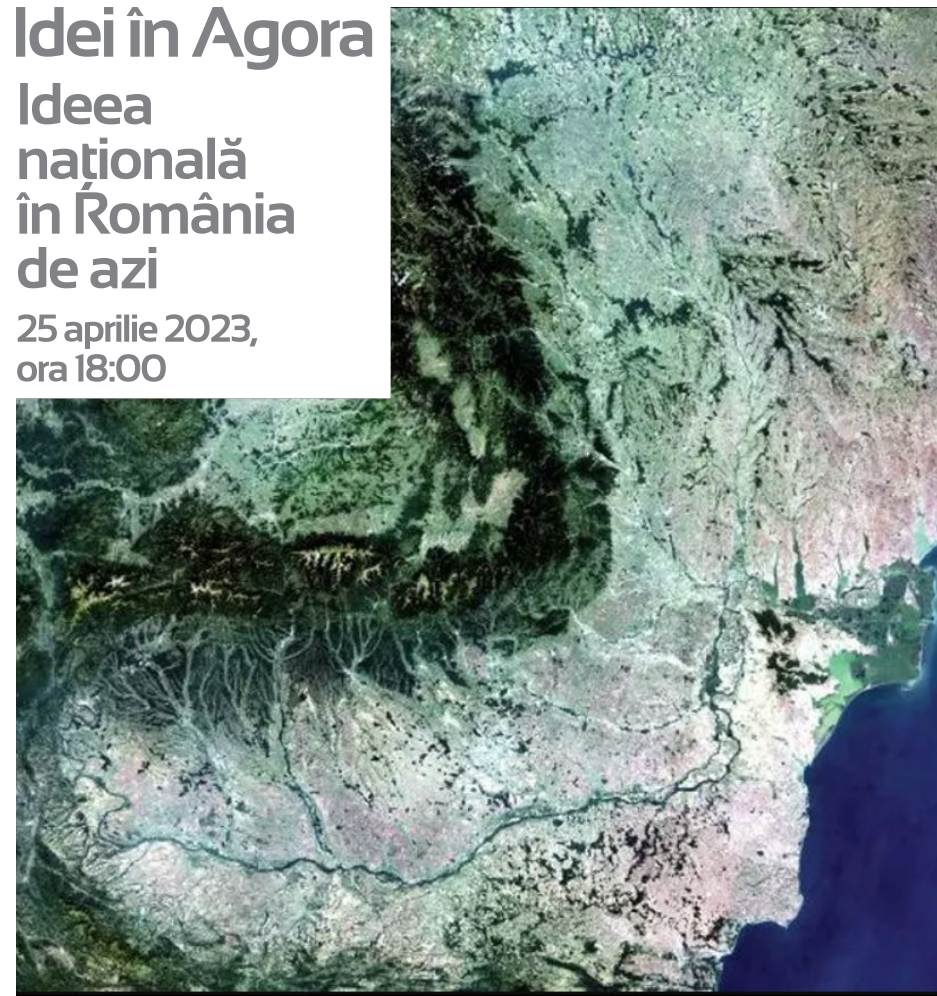 Idei în Agora
Ideea
națională
în România
de azi
25 aprilie 2023,
ora 18:00